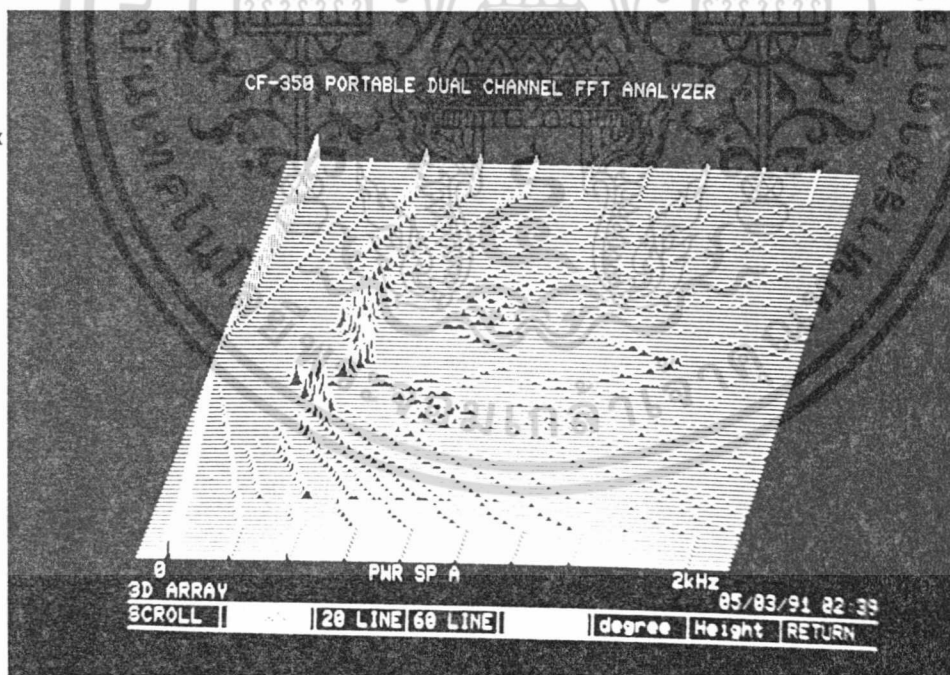 CF-350 PORTABLE DUAL CHANNEL FFT ANALYZER
0 PWR SP A 2kHz
3D ARRAY 05/03/91 02:39
SCROLL 20 LINE 60 LINE degree Height RETURN